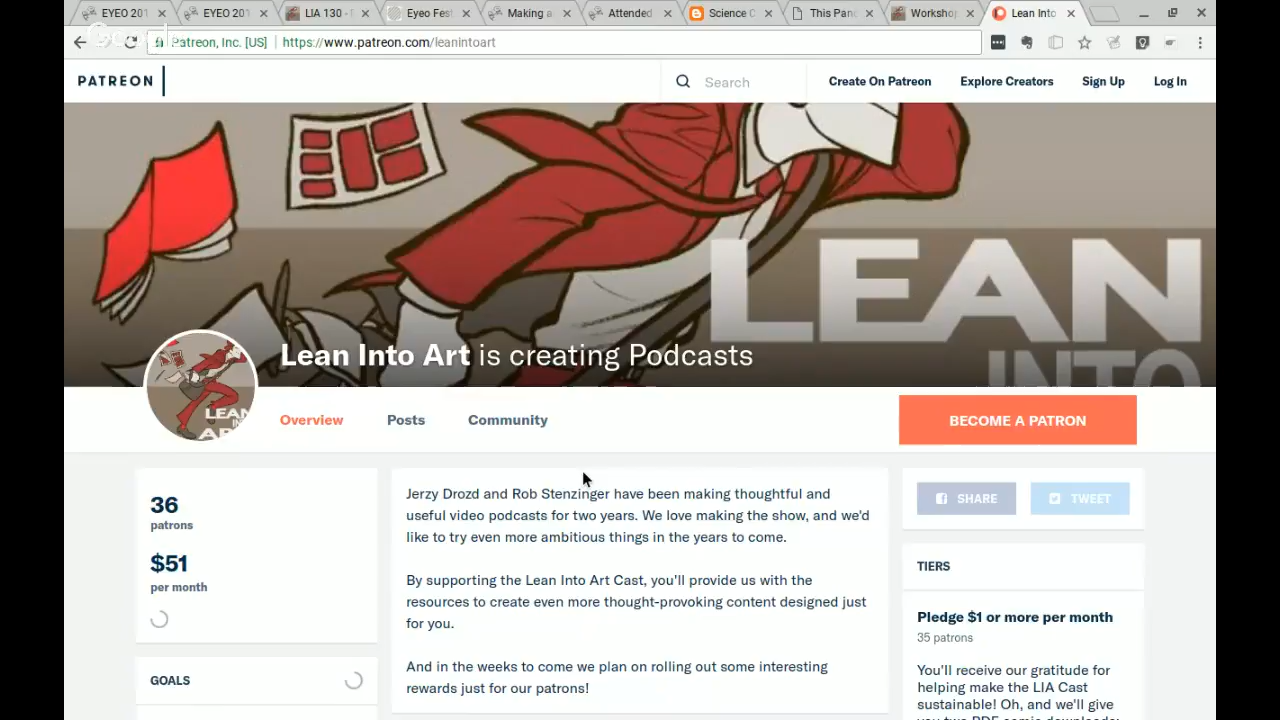 EYEO 201
EYEO 201
LIA 130 -
Eyeo Fest
Making a
Attended
Science C
This Pan
Worksho
Lean Into
Patreon, Inc. [US]
https://www.patreon.com/leanintoart
PATREON
Search
Create On Patreon
Explore Creators
Sign Up
Log In
LEAN
INTO
Lean Into Art is creating Podcasts
Overview
Posts
Community
BECOME A PATRON
36
patrons
$51
per month
GOALS
Jerzy Drozd and Rob Stenzinger have been making thoughtful and
useful video podcasts for two years. We love making the show, and we'd
like to try even more ambitious things in the years to come.
By supporting the Lean Into Art Cast, you'll provide us with the
resources to create even more thought-provoking content designed just
for you.
And in the weeks to come we plan on rolling out some interesting
rewards just for our patrons!
SHARE
TWEET
TIERS
Pledge $1 or more per month
35 patrons
You'll receive our gratitude for
helping make the LIA Cast
sustainable! Oh, and we'll give
you two PDF comic downloads: